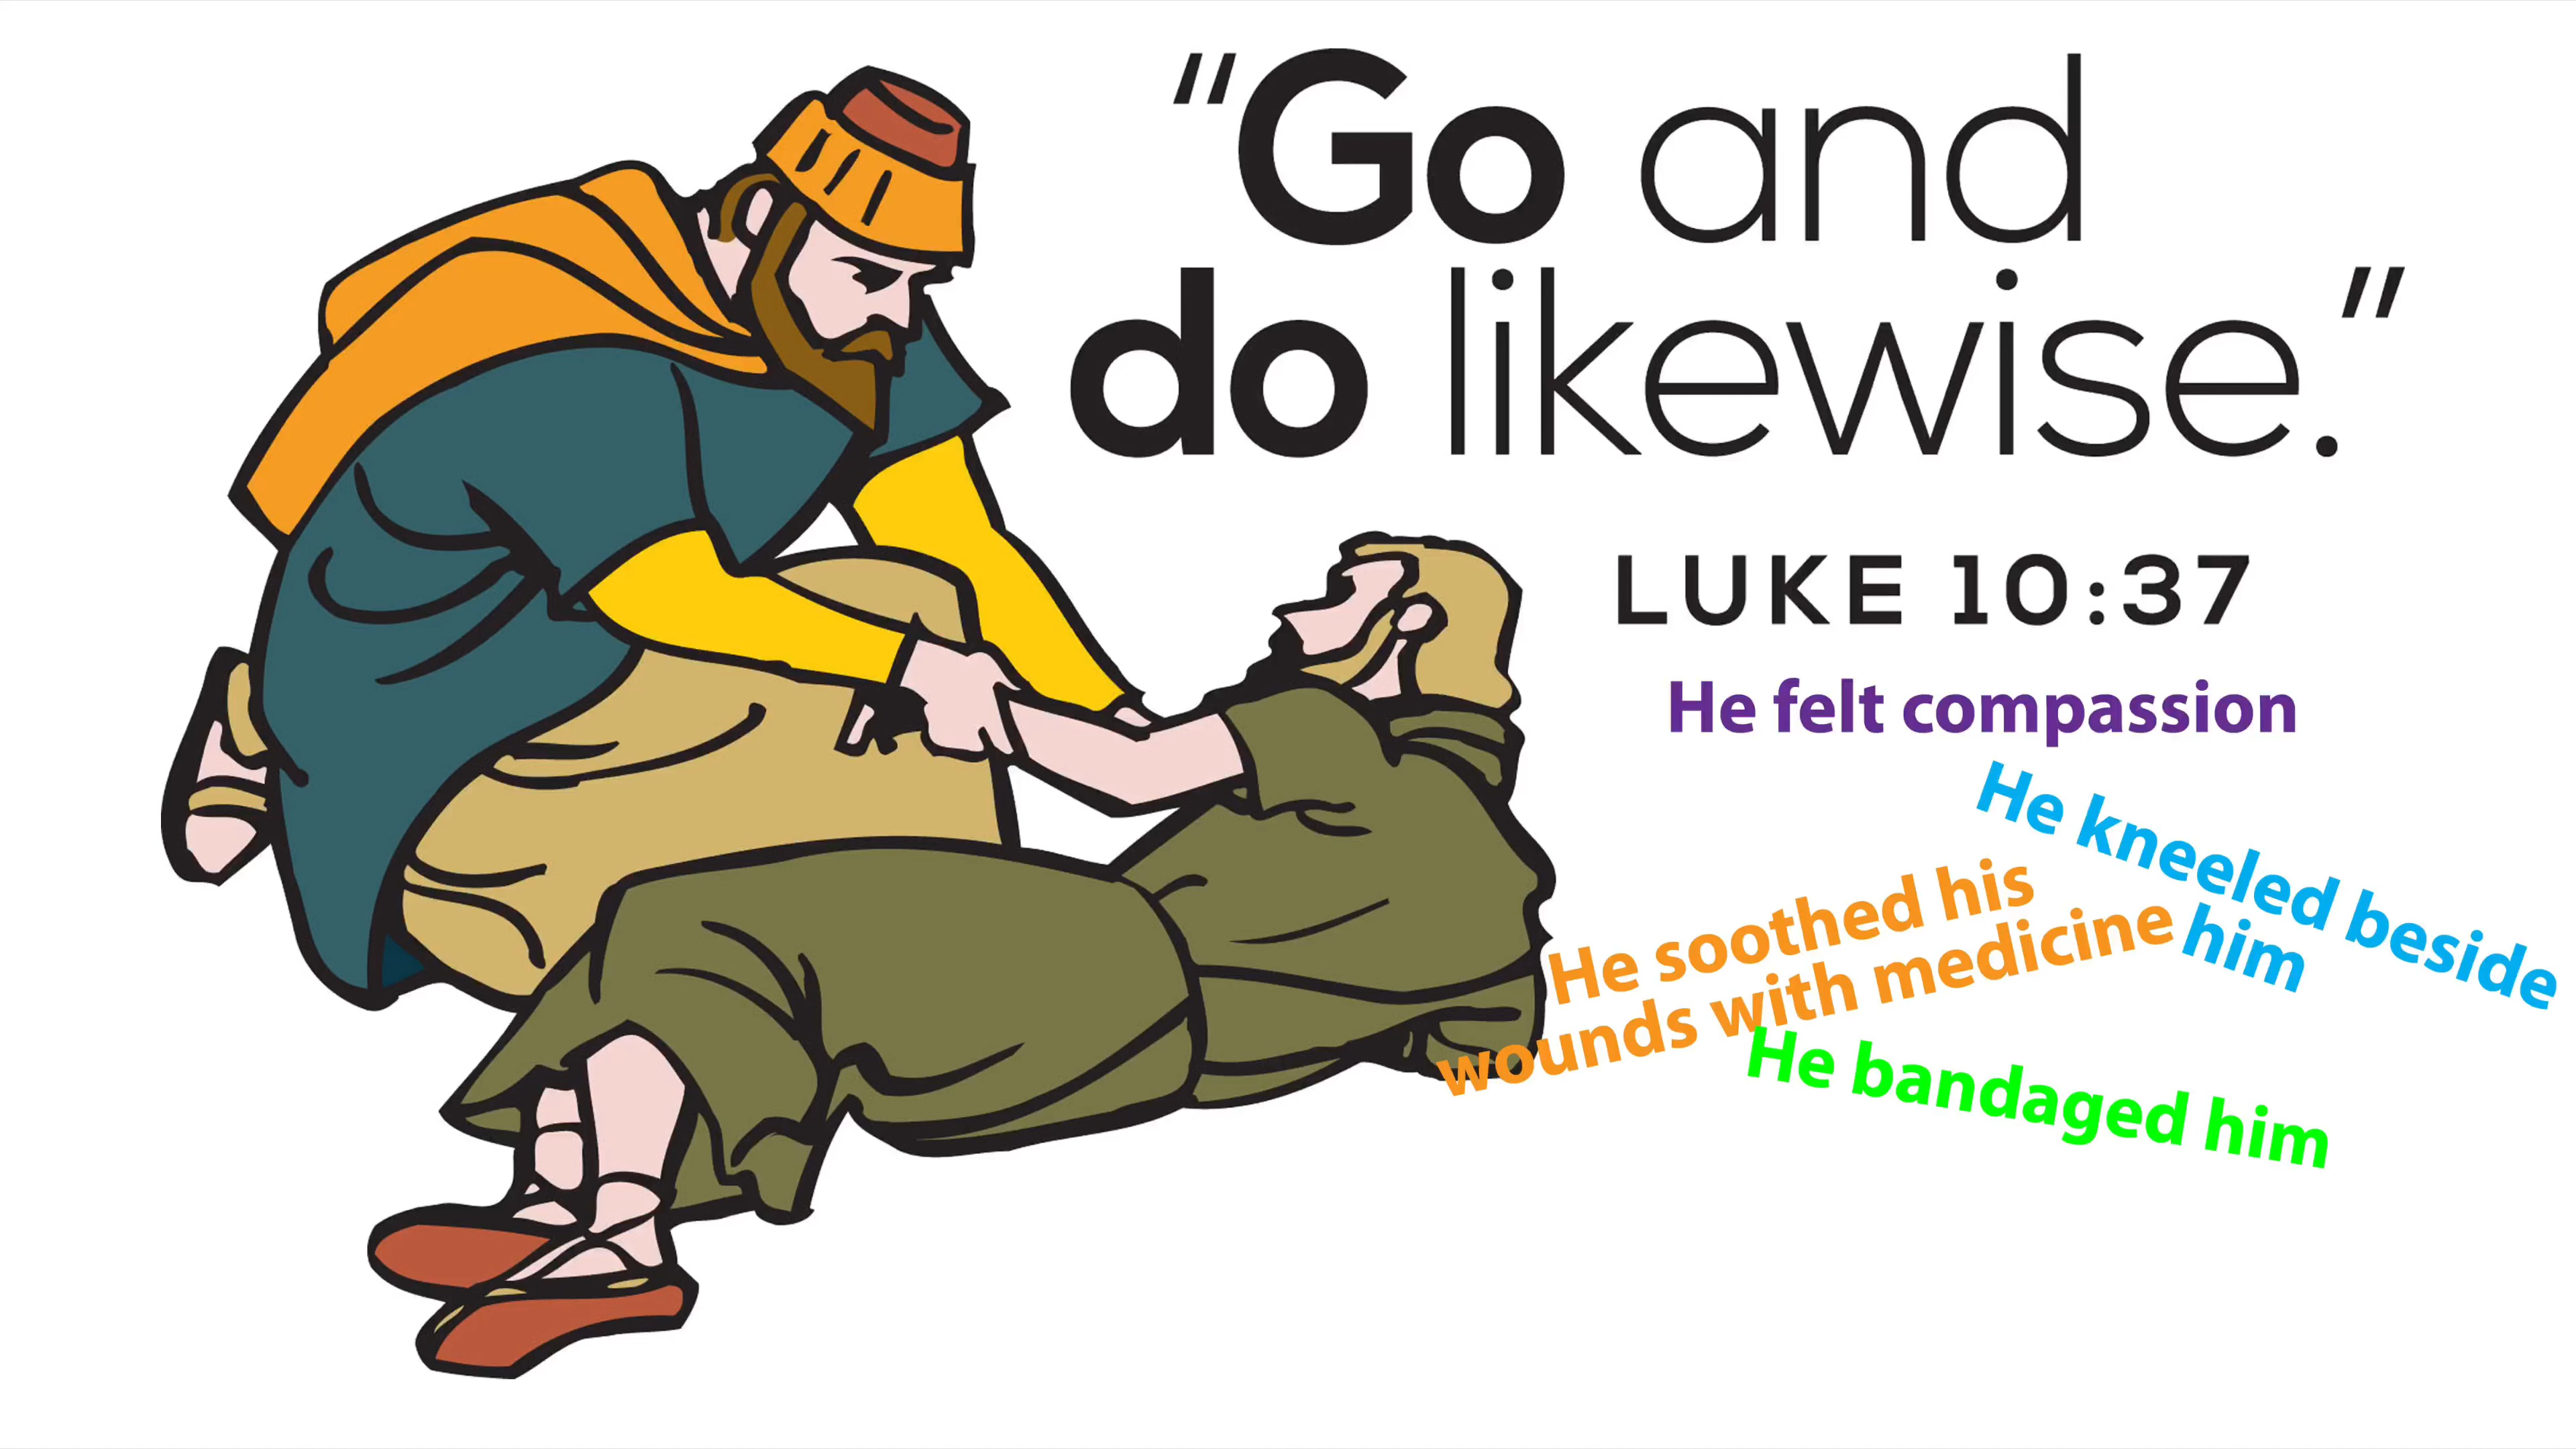 “Go and
do likewise.”
LUKE 10:37
He felt compassion
He kneeled beside
him
He soothed his
wounds with medicine
He bandaged him